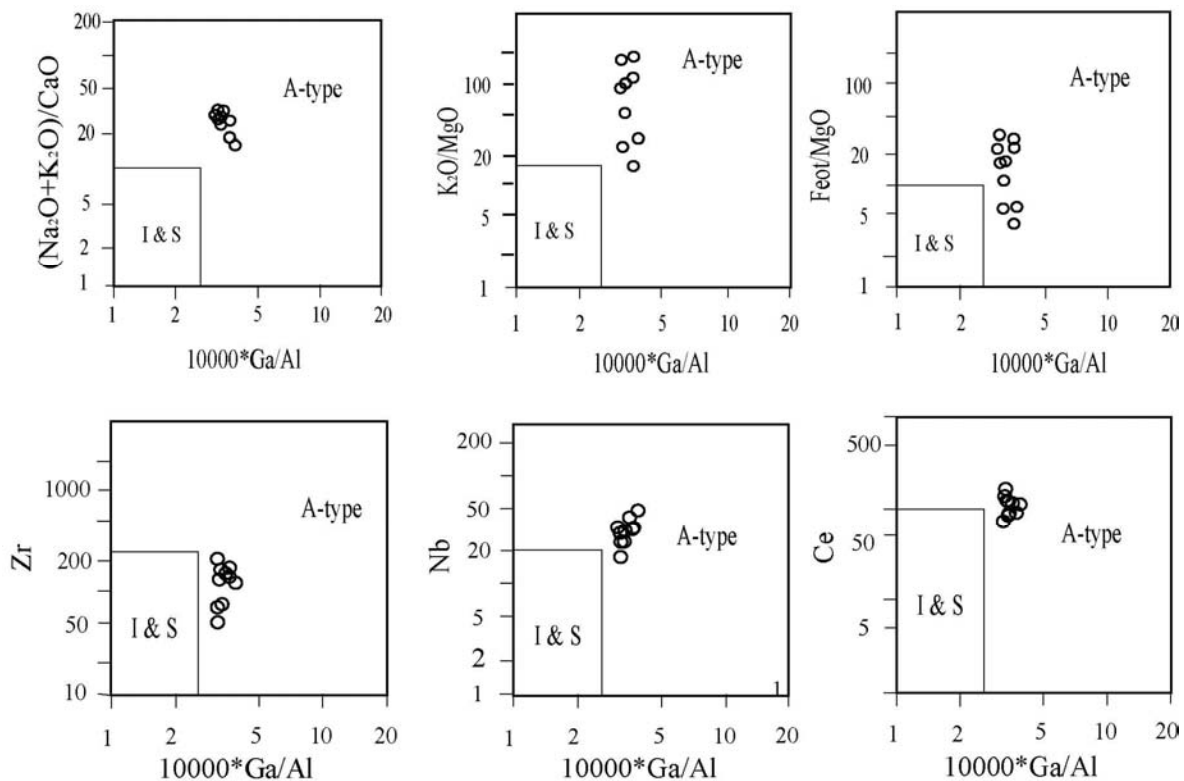 200
50
20
5
2
1
(Na₂O+K₂O)/CaO
A-type
I & S
1 2 5 10 20
10000*Ga/Al
100
20
5
1
K₂O/MgO
A-type
I & S
1 2 5 10 20
10000*Ga/Al
100
20
5
1
Feot/MgO
A-type
I & S
1 2 5 10 20
10000*Ga/Al
1000
200
50
10
Zr
A-type
I & S
1 2 5 10 20
10000*Ga/Al
200
50
20
5
2
1
Nb
A-type
I & S
1
1 2 5 10 20
10000*Ga/Al
500
50
5
Ce
A-type
I & S
1 2 5 10 20
10000*Ga/Al